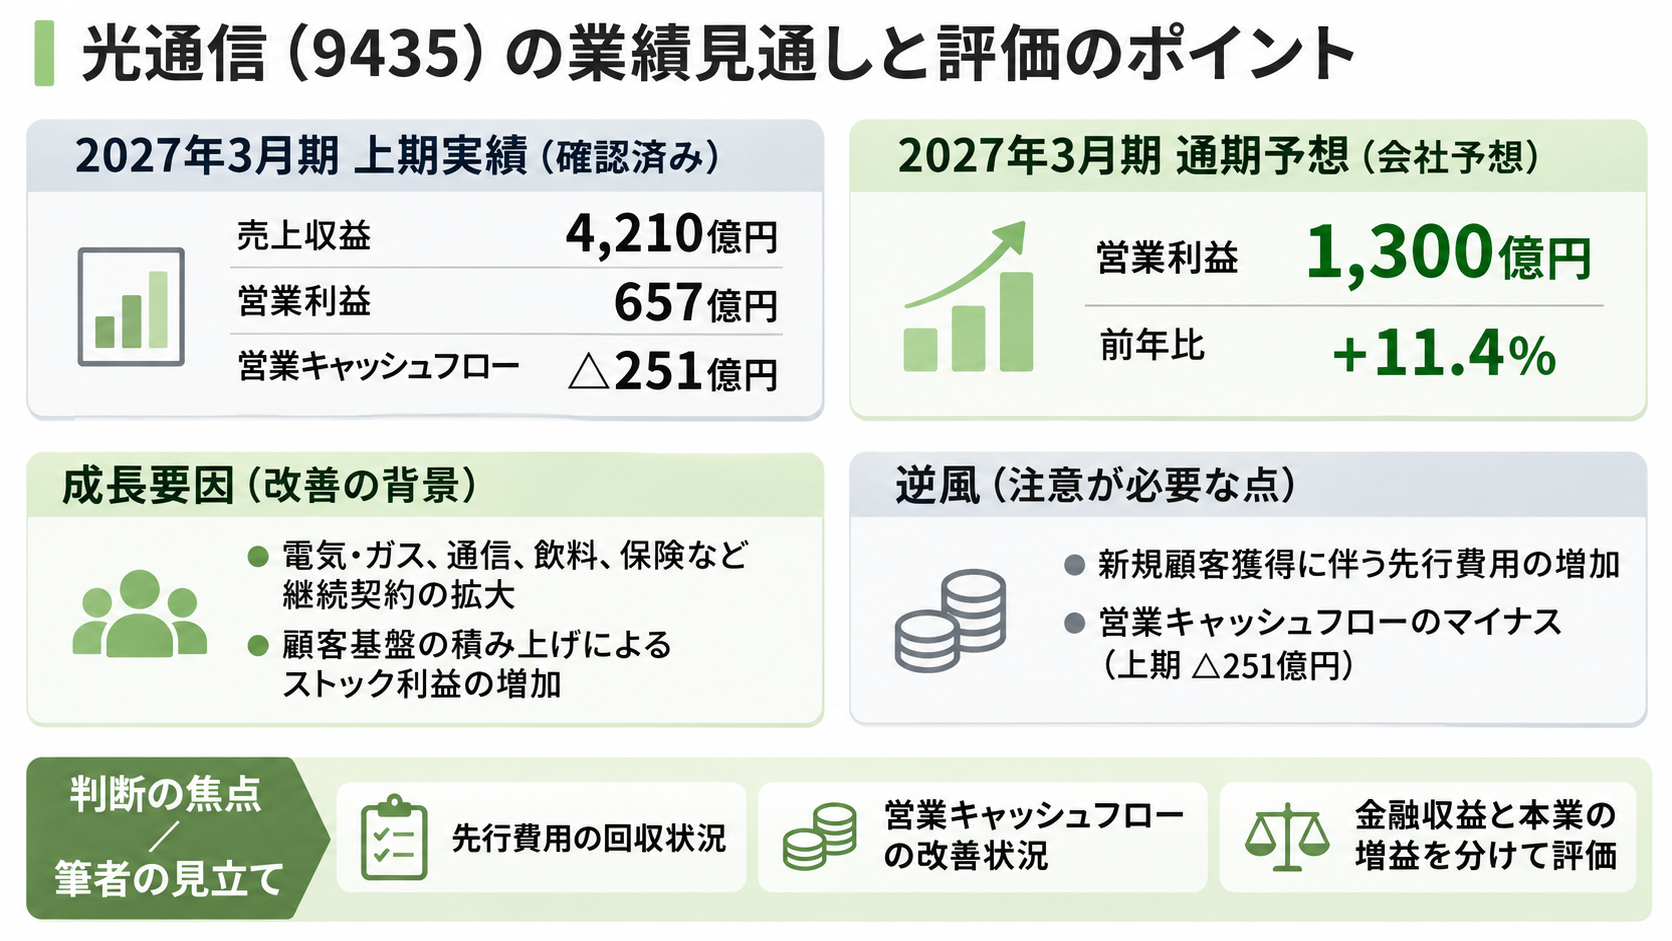 光通信（9435）の業績見通しと評価のポイント
2027年3月期 上期実績（確認済み）
売上収益 4,210億円
営業利益 657億円
営業キャッシュフロー △251億円
2027年3月期 通期予想（会社予想）
営業利益 1,300億円
前年比 +11.4%
成長要因（改善の背景）
● 電気・ガス、通信、飲料、保険など
継続契約の拡大
● 顧客基盤の積み上げによる
ストック利益の増加
逆風（注意が必要な点）
● 新規顧客獲得に伴う先行費用の増加
● 営業キャッシュフローのマイナス
（上期 △251億円）
判断の焦点
／
筆者の見立て
先行費用の回収状況
営業キャッシュフロー
の改善状況
金融収益と本業の
増益を分けて評価